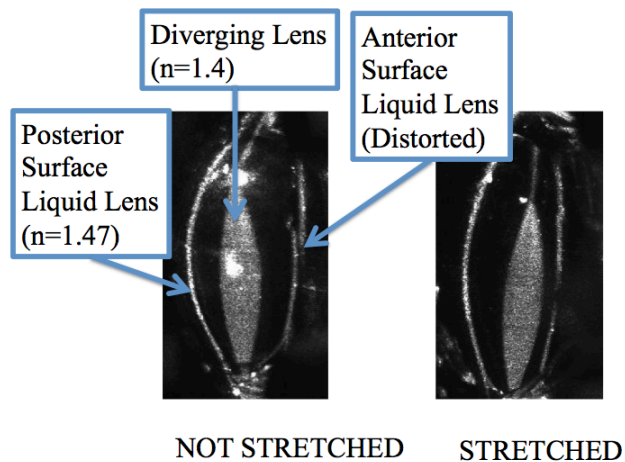 Diverging Lens
(n=1.4)
Anterior
Surface
Liquid Lens
(Distorted)
Posterior
Surface
Liquid Lens
(n=1.47)
NOT STRETCHED
STRETCHED